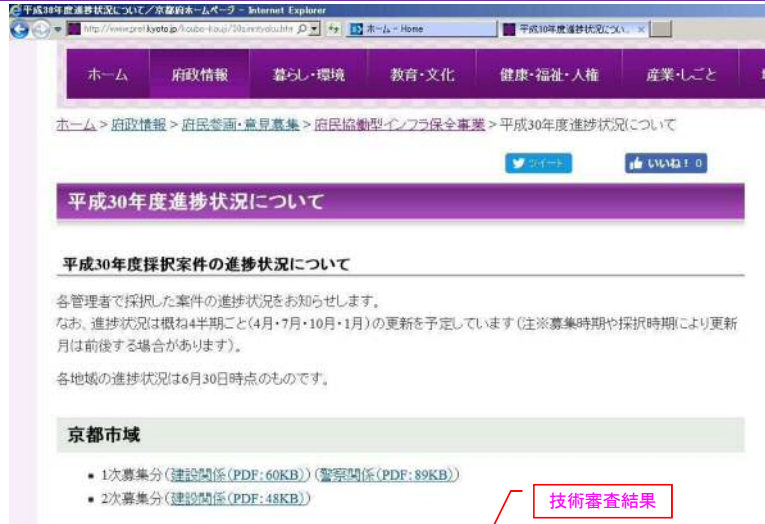 平成30年度進捗状況について／京都府ホームページ - Internet Explorer
ホーム - Home
平成30年度進捗状況につい...
ホーム 府政情報 暮らし・環境 教育・文化 健康・福祉・人権 産業・しごと
ホーム > 府政情報 > 府民参画・意見募集 > 府民協働型インフラ保全事業 > 平成30年度進捗状況について
ツイート いいね！ 0
平成30年度進捗状況について
平成30年度採択案件の進捗状況について
各管理者で採択した案件の進捗状況をお知らせします。
なお、進捗状況は概ね4半期ごと(4月・7月・10月・1月)の更新を予定しています(注※募集時期や採択時期により更新
月は前後する場合があります)。
各地域の進捗状況は6月30日時点のものです。
京都市域
• 1次募集分(建設関係(PDF:60KB)) (警察関係(PDF:89KB))
• 2次募集分(建設関係(PDF:48KB))
技術審査結果